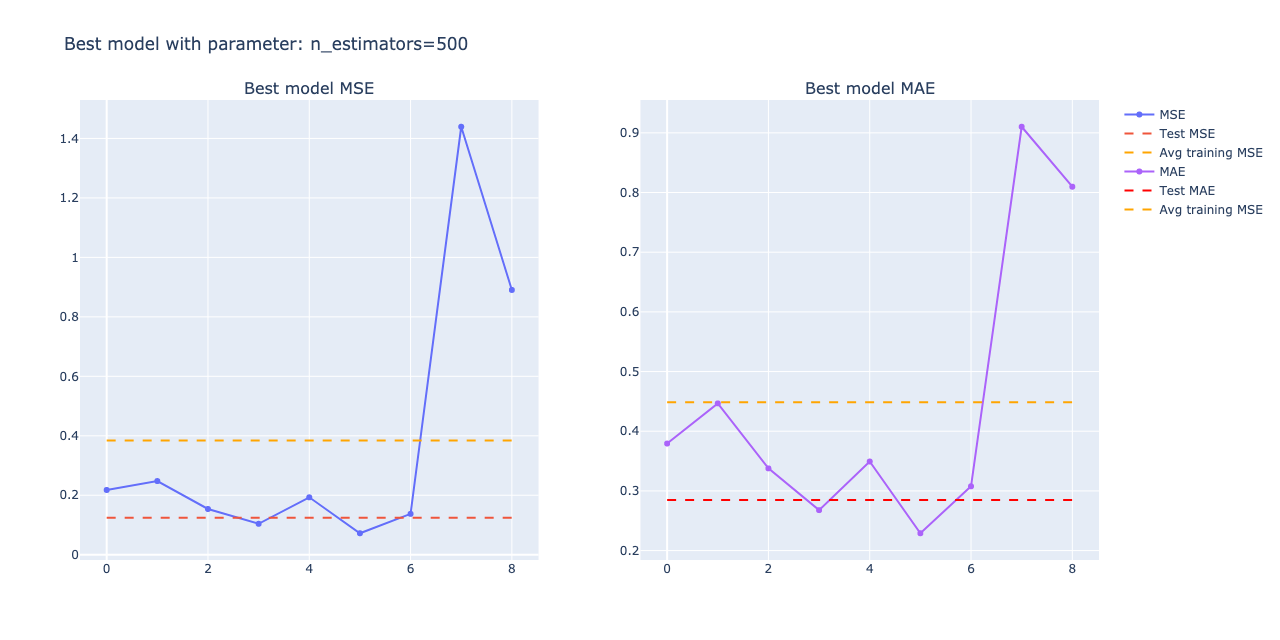 Best model with parameter: n_estimators=500
Best model MSE
1.4
1.2
1
0.8
0.6
0.4
0.2
0
0 2 4 6 8
Best model MAE
0.9
0.8
0.7
0.6
0.5
0.4
0.3
0.2
0 2 4 6 8
MSE
Test MSE
Avg training MSE
MAE
Test MAE
Avg training MSE